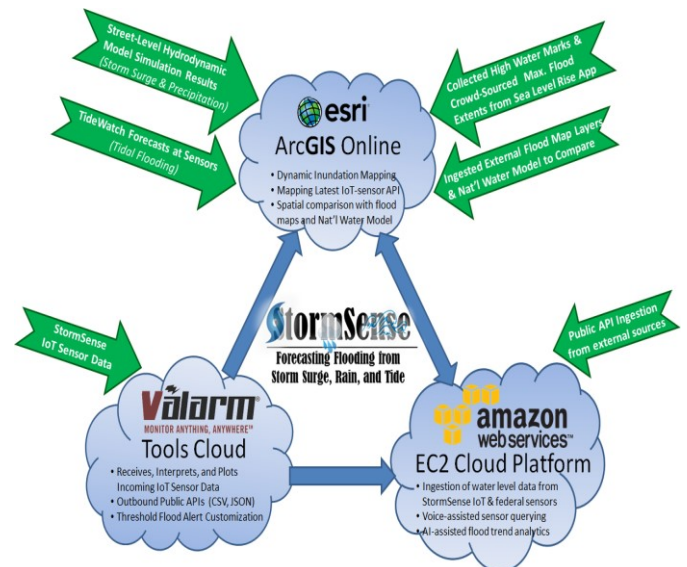 Street-Level Hydrodynamic
Model Simulation Results
(Storm Surge & Precipitation)
TideWatch Forecasts at Sensors
(Tidal Flooding)
Collected High Water Marks &
Crowd-Sourced Max. Flood
Extents from Sea Level Rise App
Ingested External Flood Map Layers
& Nat'l Water Model to Compare
esri
ArcGIS Online
• Dynamic Inundation Mapping
• Mapping Latest IoT-sensor API
• Spatial comparison with flood
maps and Nat'l Water Model
StormSense
Forecasting Flooding from
Storm Surge, Rain, and Tide
StormSense
IoT Sensor Data
Public API Ingestion
from external sources
Valarm
MONITOR ANYTHING, ANYWHERE™
Tools Cloud
• Receives, Interprets, and Plots
Incoming IoT Sensor Data
• Outbound Public APIs (CSV, JSON)
• Threshold Flood Alert Customization
amazon
webservices™
EC2 Cloud Platform
• Ingestion of water level data from
StormSense IoT & federal sensors
• Voice-assisted sensor querying
• AI-assisted flood trend analytics